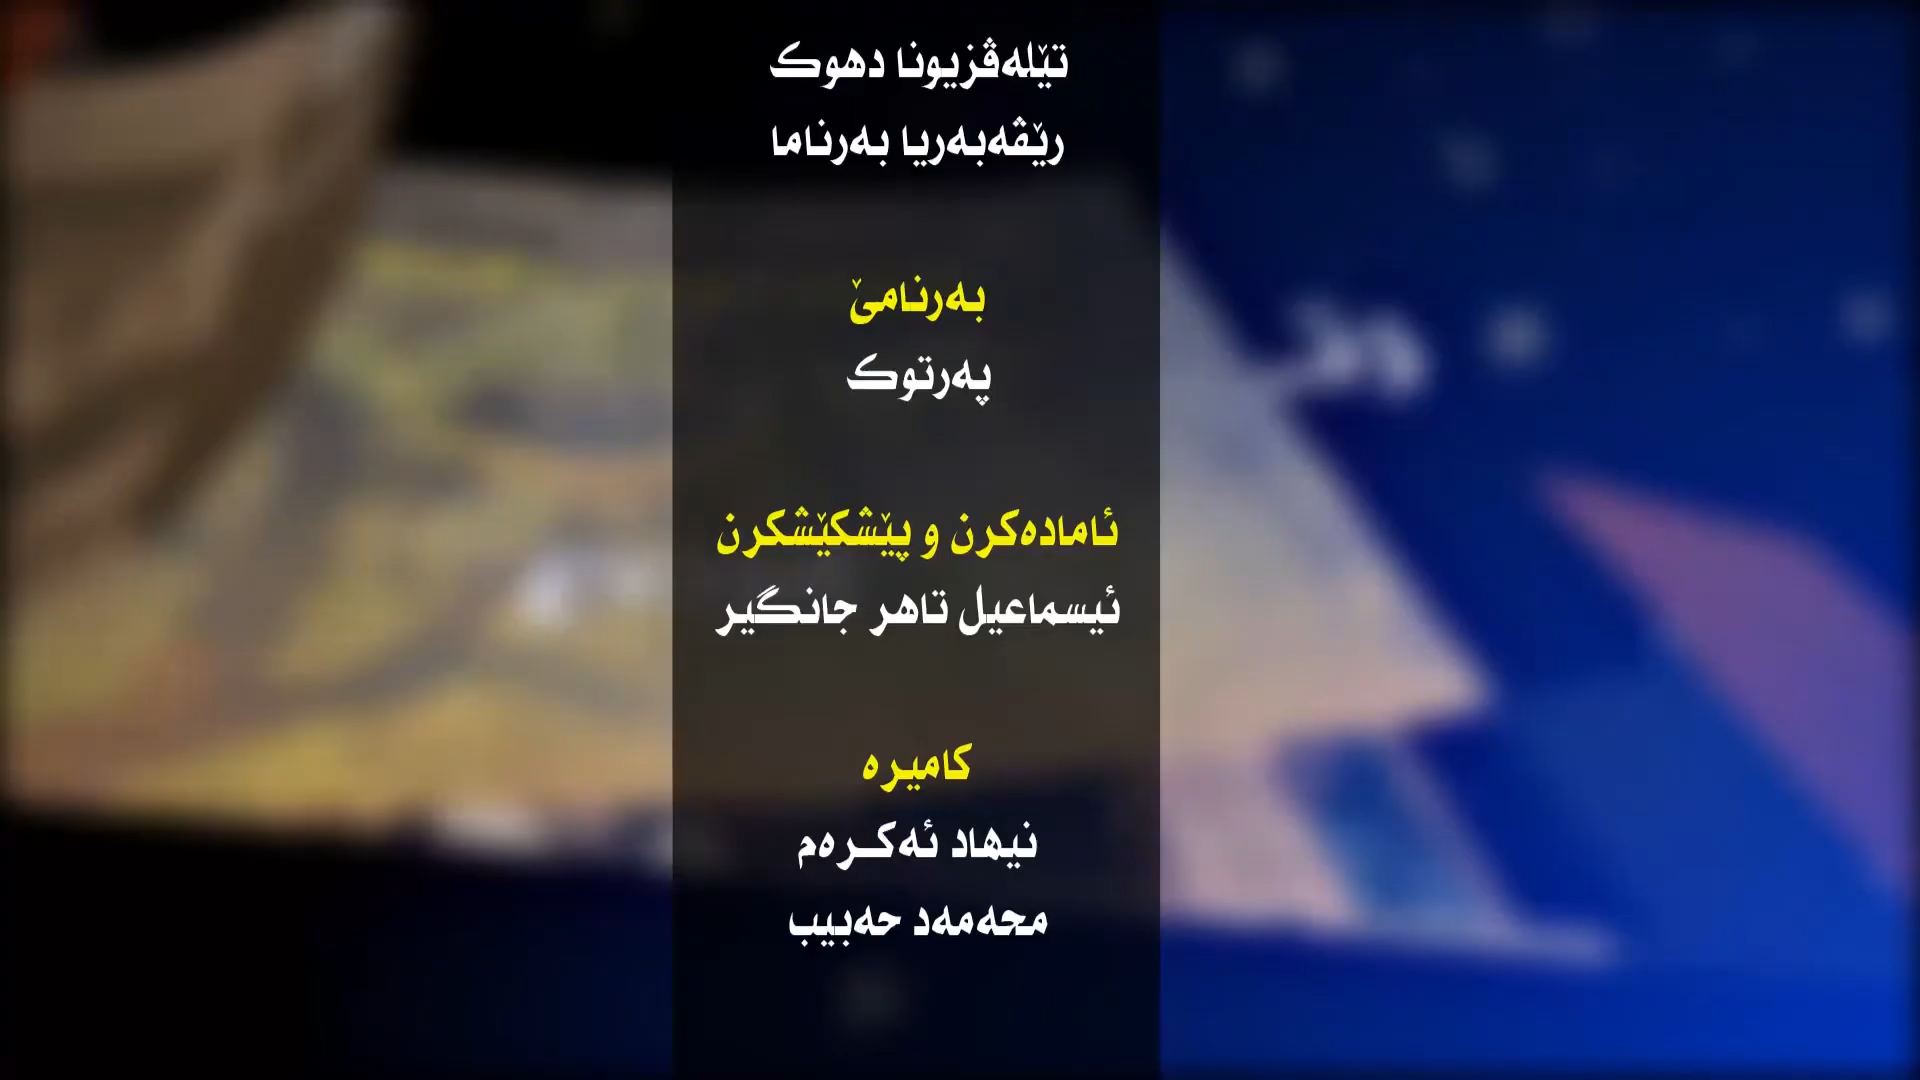 تێلەڤزیونا دهوک
رێڤەبەریا بەرناما
بەرنامێ
پەرتوک
ئامادەکرن و پێشکێشکرن
ئیسماعیل تاهر جانگیر
کامیرە
نیهاد ئەکـرەم
محەمەد حەبیب